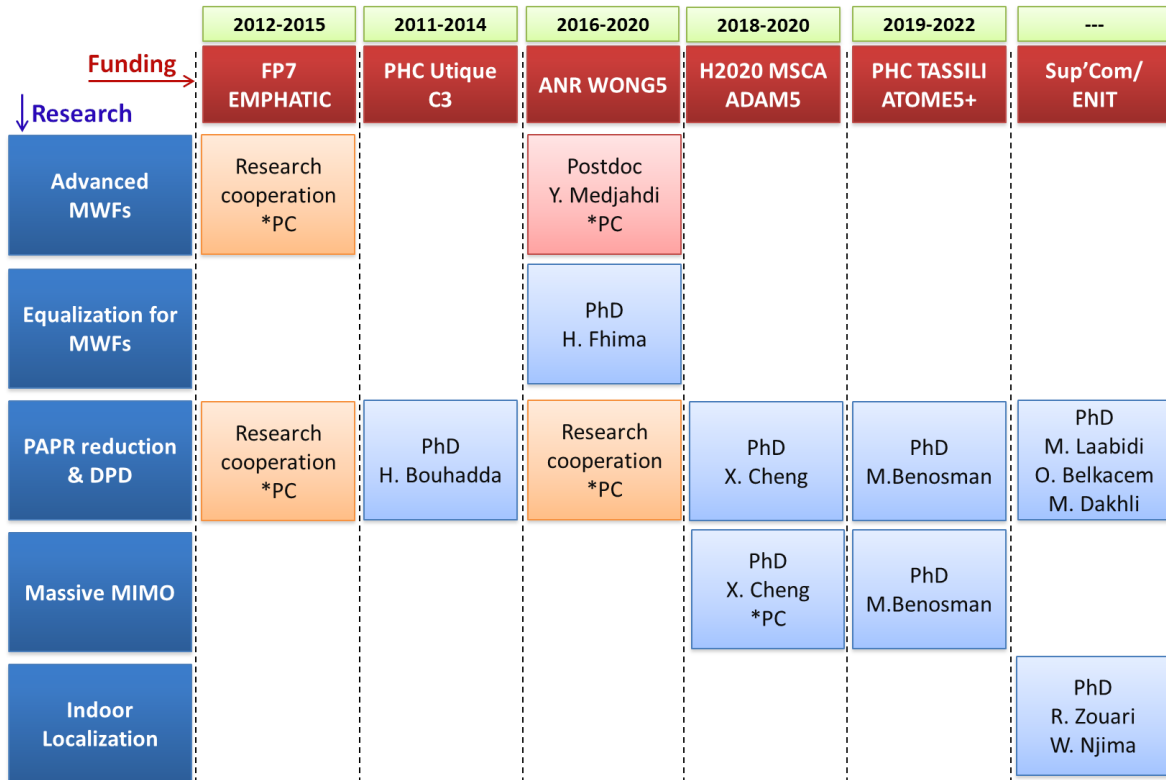 2012-2015
2011-2014
2016-2020
2018-2020
2019-2022
---
Funding
FP7
EMPHATIC
PHC Utique
C3
ANR WONG5
H2020 MSCA
ADAM5
PHC TASSILI
ATOME5+
Sup’Com/
ENIT
Research
Advanced
MWFs
Research
cooperation
*PC
Postdoc
Y. Medjahdi
*PC
Equalization for
MWFs
PhD
H. Fhima
PAPR reduction
& DPD
Research
cooperation
*PC
PhD
H. Bouhadda
Research
cooperation
*PC
PhD
X. Cheng
PhD
M.Benosman
PhD
M. Laabidi
O. Belkacem
M. Dakhli
Massive MIMO
PhD
X. Cheng
*PC
PhD
M.Benosman
Indoor
Localization
PhD
R. Zouari
W. Njima